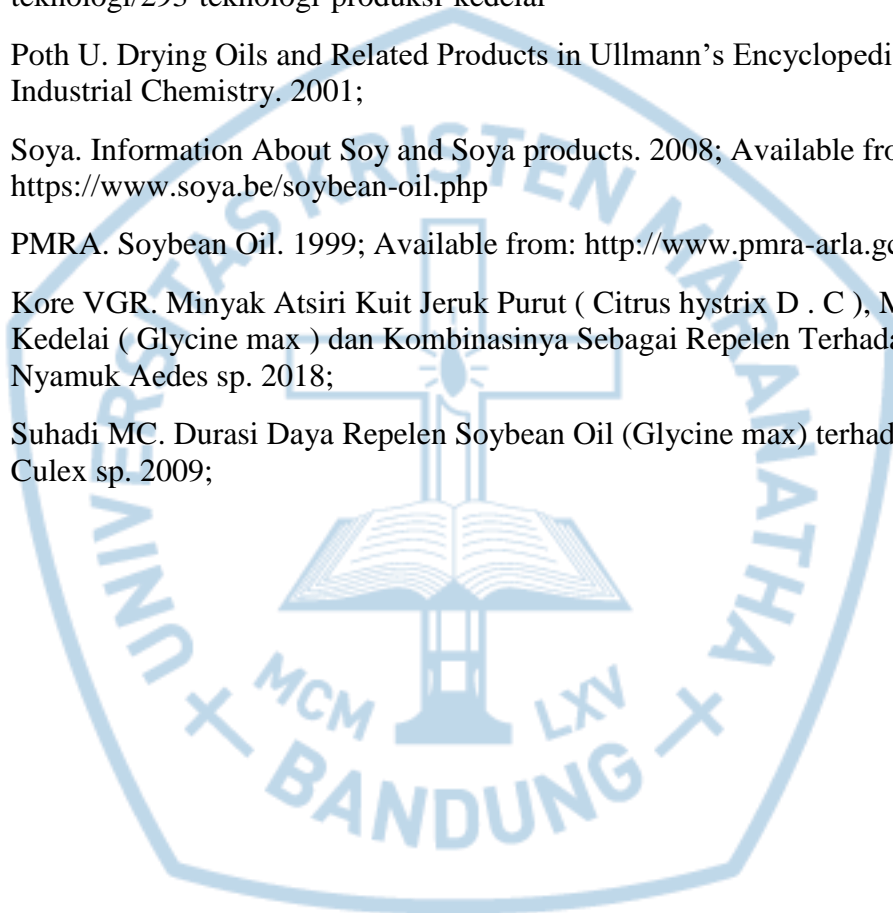 teknologi/293-teknologi-produksi-kedelai
Poth U. Drying Oils and Related Products in Ullmann’s Encyclopedi
Industrial Chemistry. 2001;
Soya. Information About Soy and Soya products. 2008; Available fro
https://www.soya.be/soybean-oil.php
PMRA. Soybean Oil. 1999; Available from: http://www.pmra-arla.gc
Kore VGR. Minyak Atsiri Kuit Jeruk Purut ( Citrus hystrix D . C ), M
Kedelai ( Glycine max ) dan Kombinasinya Sebagai Repelen Terhada
Nyamuk Aedes sp. 2018;
Suhadi MC. Durasi Daya Repelen Soybean Oil (Glycine max) terhad
Culex sp. 2009;
UNIVERSITAS KRISTEN MARANATHA
MCM LXV
BANDUNG